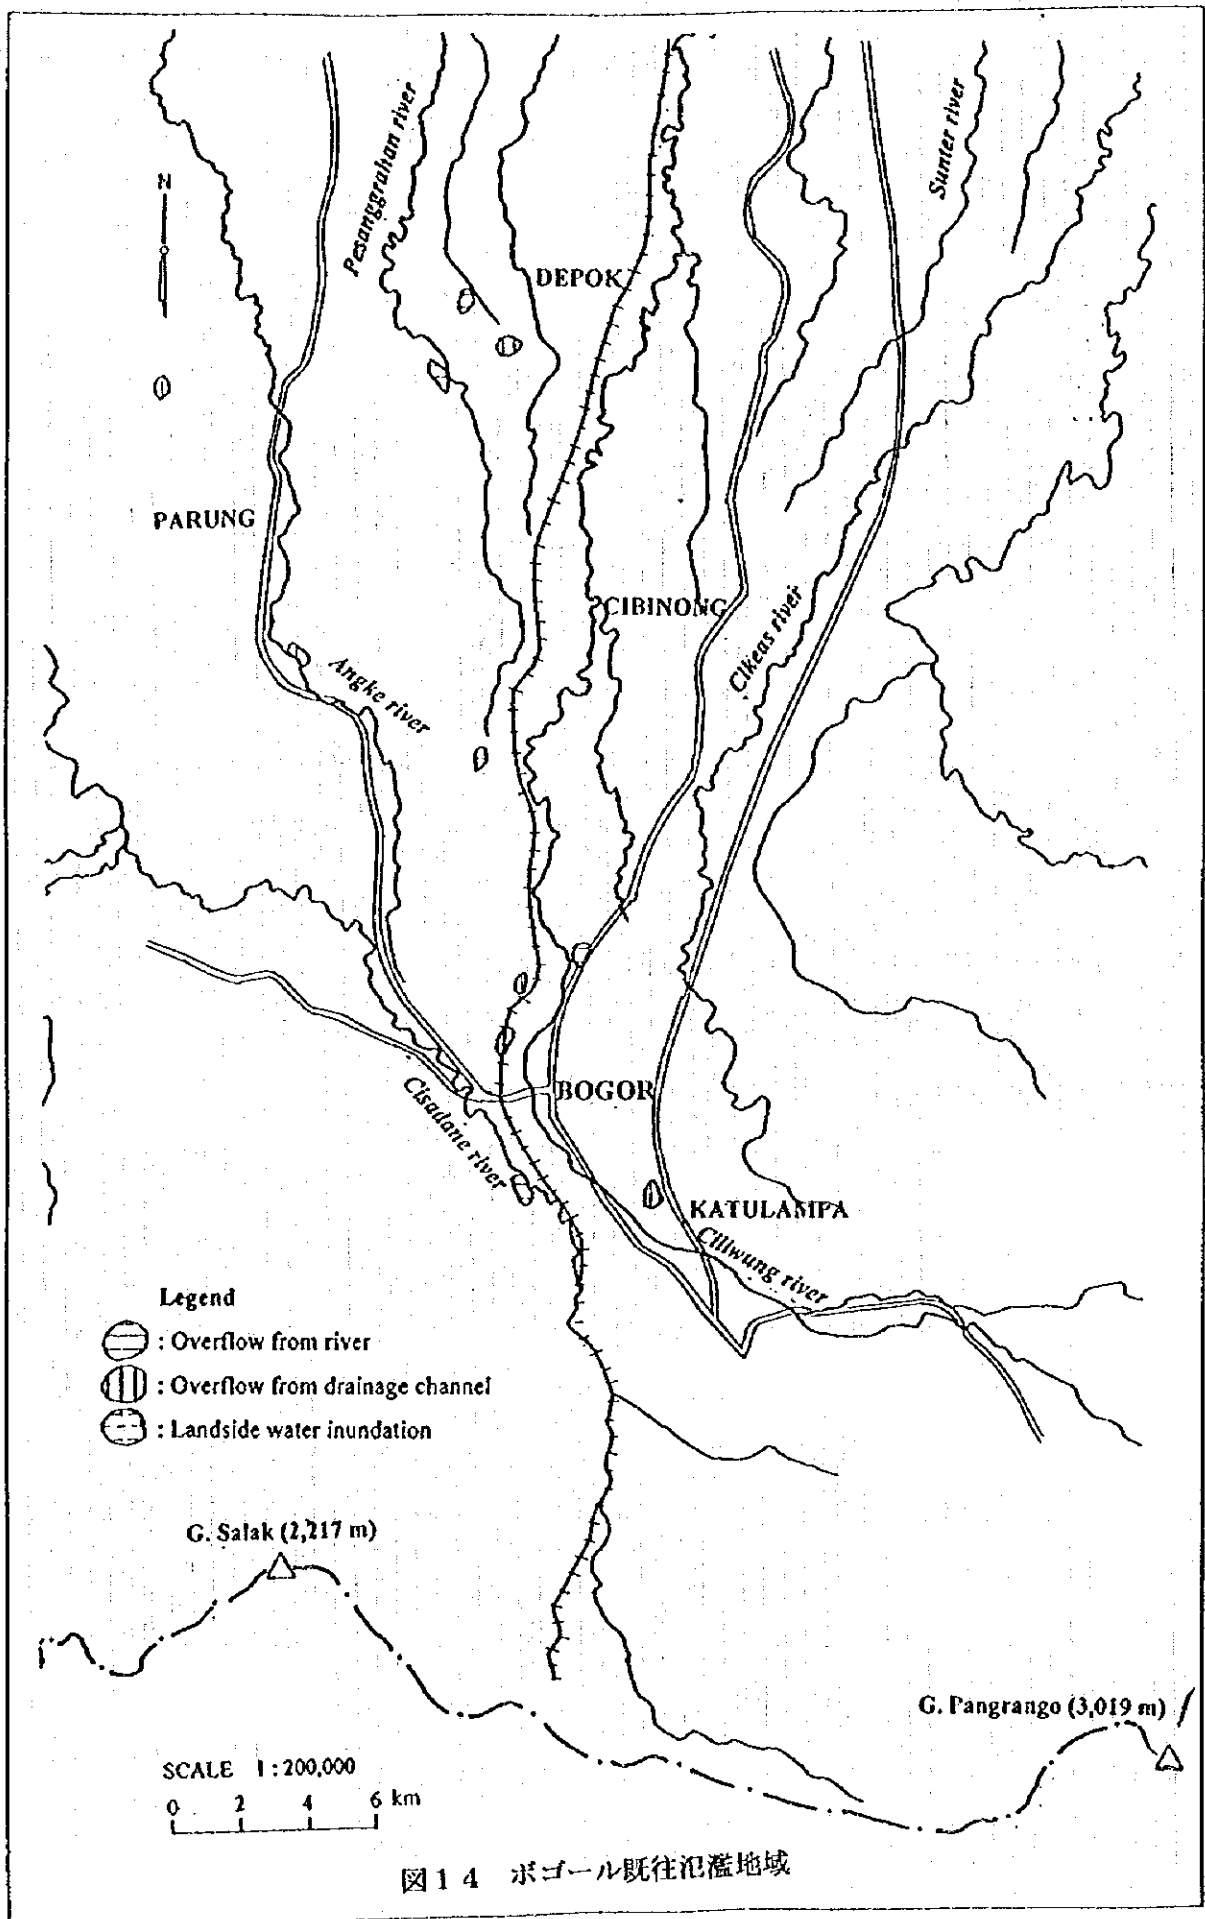 N
Pesanggrahan river
Sunter river
DEPOK
PARUNG
CIBINONG
Cikeas river
Angke river
BOGOR
Cisadane river
KATULAMPA
Ciliwung river
Legend
: Overflow from river
: Overflow from drainage channel
: Landside water inundation
G. Salak (2,217 m)
G. Pangrango (3,019 m)
SCALE 1:200,000
0 2 4 6 km
図14 ボゴール既往氾濫地域